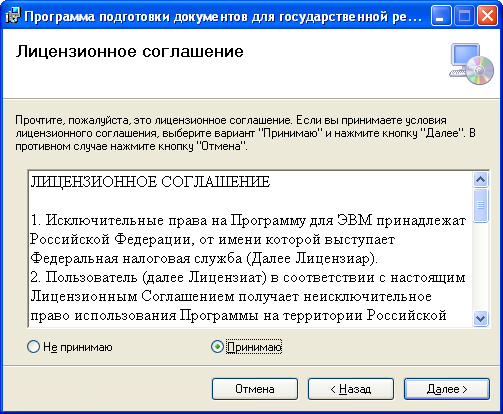 Программа подготовки документов для государственной ре...
Лицензионное соглашение
Прочтите, пожалуйста, это лицензионное соглашение. Если вы принимаете условия
лицензионного соглашения, выберите вариант "Принимаю" и нажмите кнопку "Далее". В
противном случае нажмите кнопку "Отмена".
ЛИЦЕНЗИОННОЕ СОГЛАШЕНИЕ
1. Исключительные права на Программу для ЭВМ принадлежат
Российской Федерации, от имени которой выступает
Федеральная налоговая служба (Далее Лицензиар).
2. Пользователь (далее Лицензиат) в соответствии с настоящим
Лицензионным Соглашением получает неисключительное
право использования Программы на территории Российской
Не принимаю
Принимаю
Отмена
< Назад
Далее >